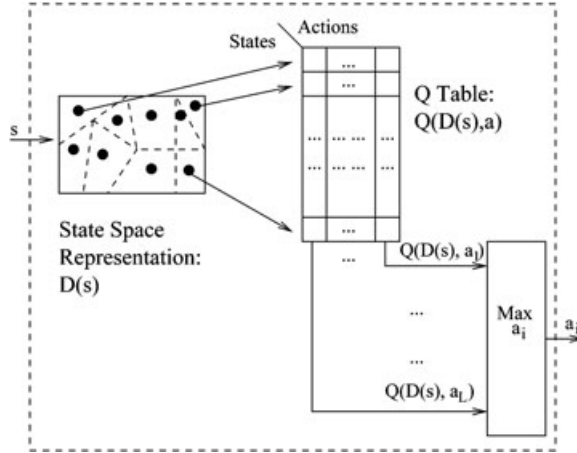 Actions
States
...
...
Q Table:
Q(D(s),a)
s
... ... ... ...
... ... ... ...
State Space
Representation:
D(s)
...
...
Q(D(s), a1)
...
Max
ai
ai
...
Q(D(s), aL)